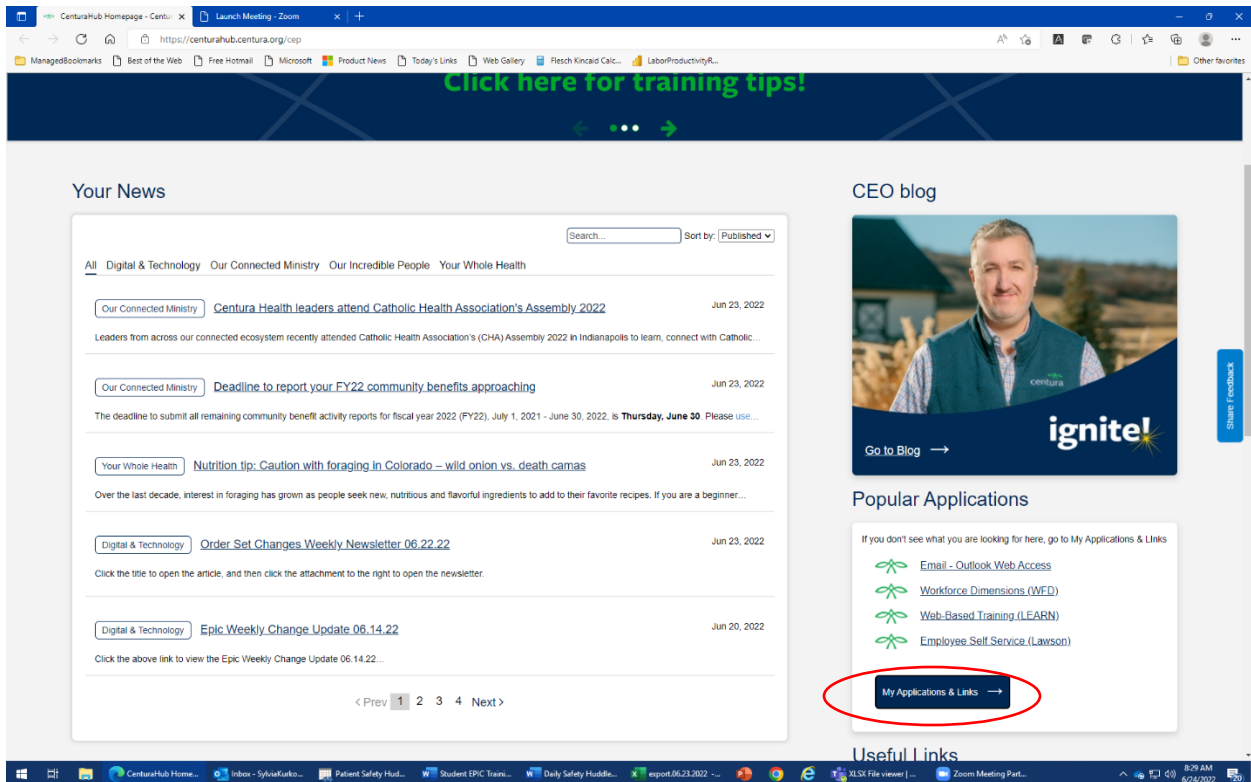 CenturaHub Homepage - Centur
Launch Meeting - Zoom
https://centurahub.centura.org/cep
ManagedBookmarks
Best of the Web
Free Hotmail
Microsoft
Product News
Today's Links
Web Gallery
Flesch Kincaid Calc...
LaborProductivityR...
Other favorites
Click here for training tips!
Your News
Search...
Sort by: Published
All Digital & Technology Our Connected Ministry Our Incredible People Your Whole Health
Our Connected Ministry Centura Health leaders attend Catholic Health Association's Assembly 2022 Jun 23, 2022
Leaders from across our connected ecosystem recently attended Catholic Health Association's (CHA) Assembly 2022 in Indianapolis to learn, connect with Catholic...
Our Connected Ministry Deadline to report your FY22 community benefits approaching Jun 23, 2022
The deadline to submit all remaining community benefit activity reports for fiscal year 2022 (FY22), July 1, 2021 - June 30, 2022, is Thursday, June 30. Please use...
Your Whole Health Nutrition tip: Caution with foraging in Colorado – wild onion vs. death camas Jun 23, 2022
Over the last decade, interest in foraging has grown as people seek new, nutritious and flavorful ingredients to add to their favorite recipes. If you are a beginner...
Digital & Technology Order Set Changes Weekly Newsletter 06.22.22 Jun 23, 2022
Click the title to open the article, and then click the attachment to the right to open the newsletter.
Digital & Technology Epic Weekly Change Update 06.14.22 Jun 20, 2022
Click the above link to view the Epic Weekly Change Update 06.14.22...
< Prev 1 2 3 4 Next >
CEO blog
centura
ignite!
Go to Blog →
Share Feedback
Popular Applications
If you don't see what you are looking for here, go to My Applications & LInks
Email - Outlook Web Access
Workforce Dimensions (WFD)
Web-Based Training (LEARN)
Employee Self Service (Lawson)
My Applications & Links →
Useful Links
CenturaHub Home...
Inbox - SylviaKurko...
Patient Safety Hud...
Student EPIC Traini...
Daily Safety Huddle...
export.06.23.2022 -...
XLSX File viewer | ...
Zoom Meeting Part...
8:29 AM
6/24/2022
20